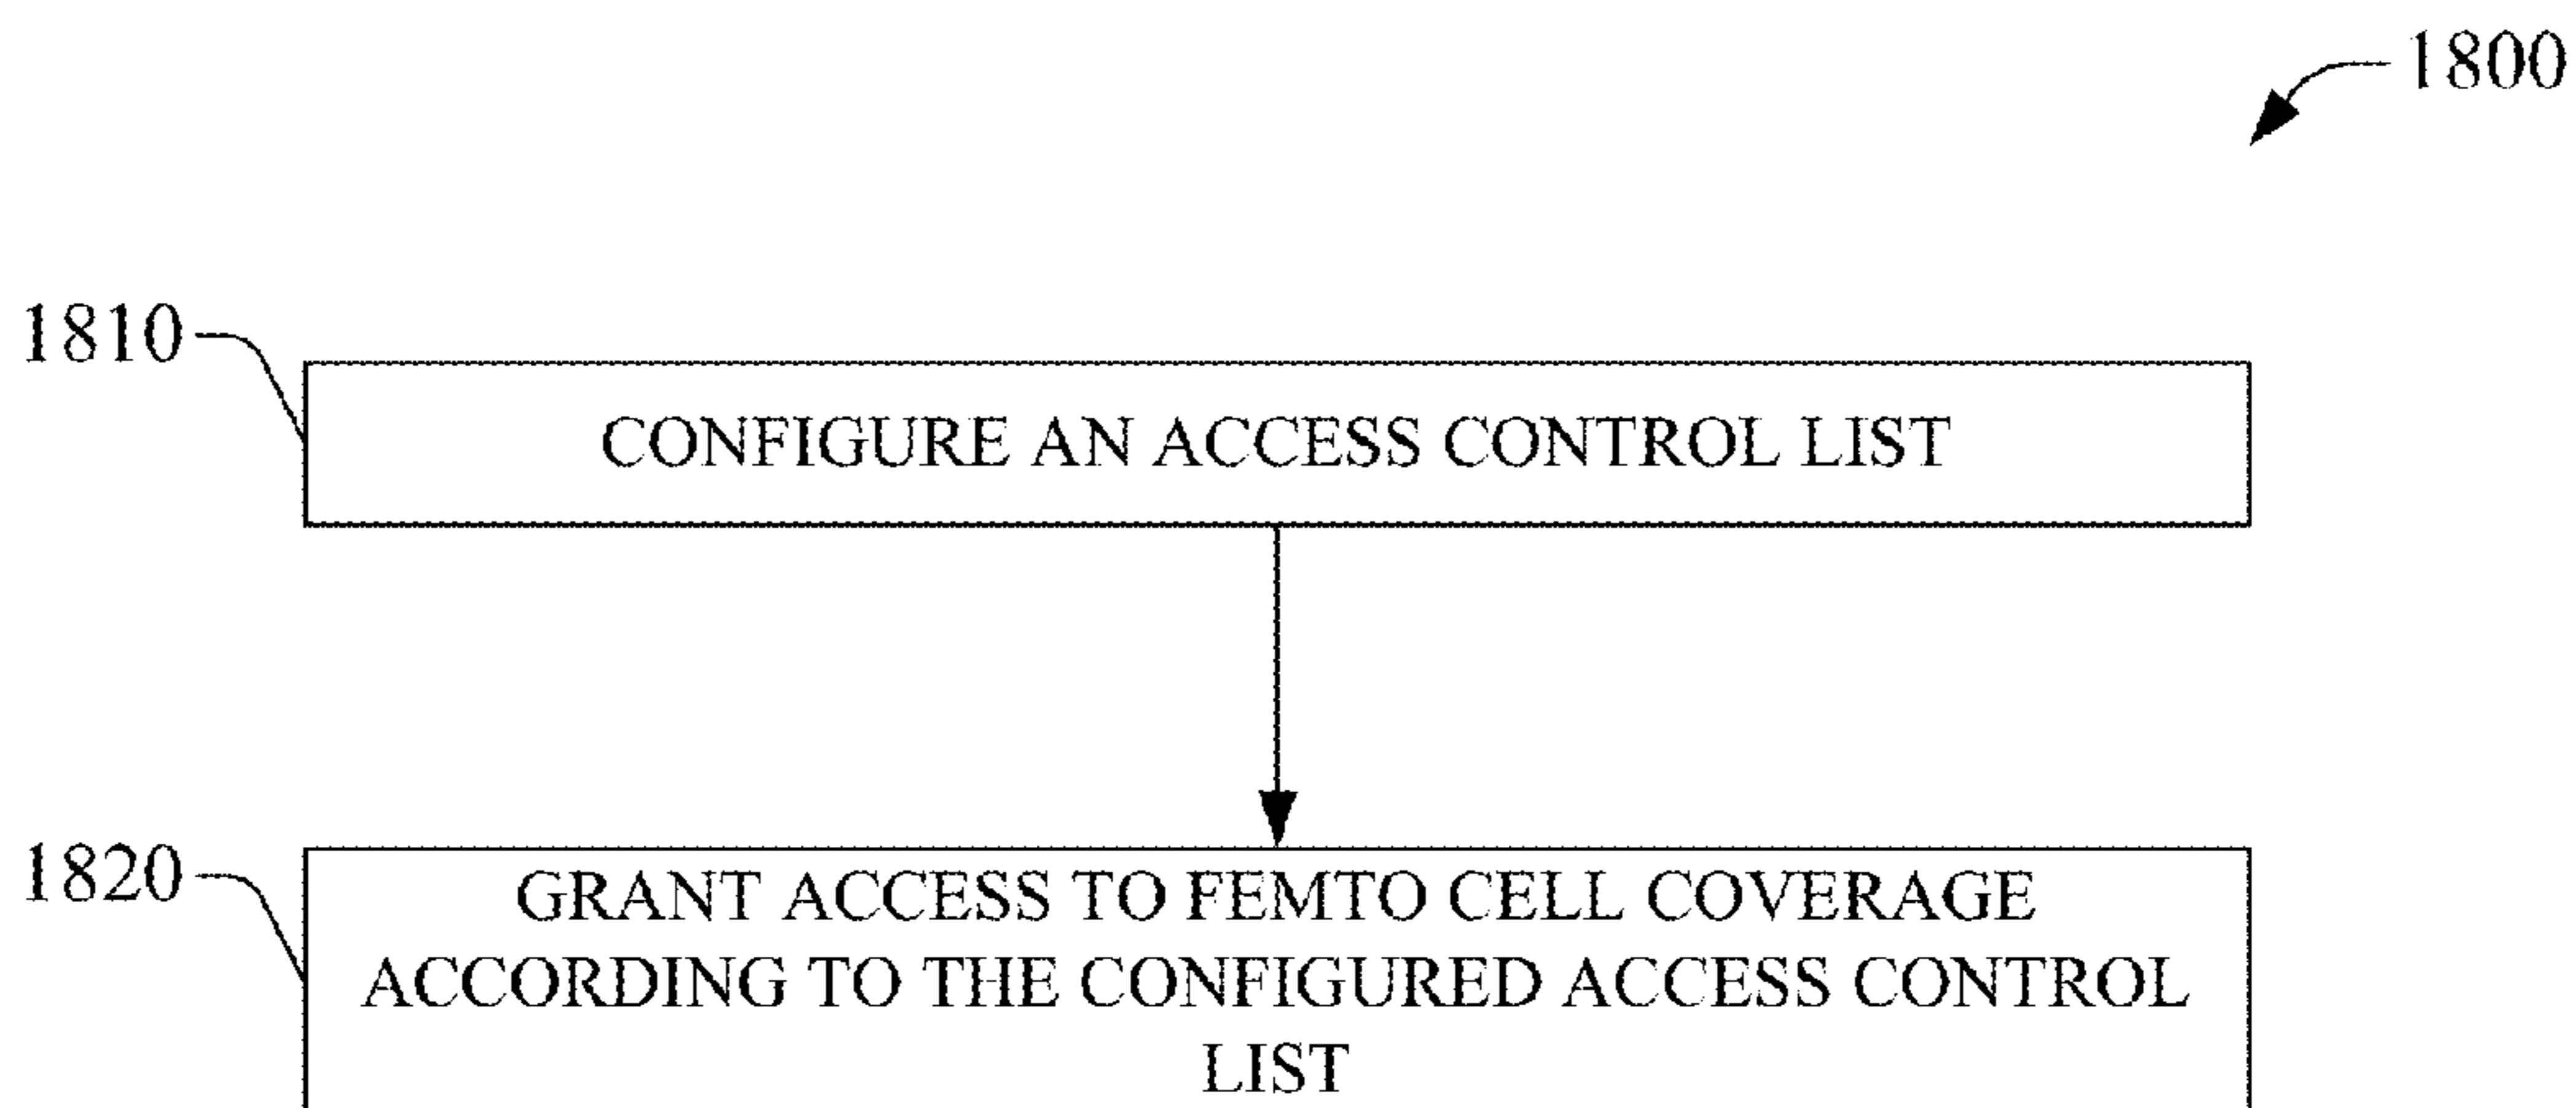 1800
1810
CONFIGURE AN ACCESS CONTROL LIST
1820
GRANT ACCESS TO FEMTO CELL COVERAGE
ACCORDING TO THE CONFIGURED ACCESS CONTROL
LIST